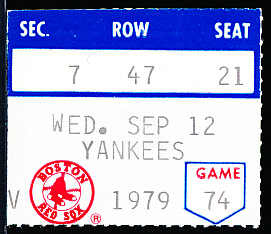 SEC. ROW SEAT
7 47 21
WED. SEP 12
YANKEES
BOSTON
RED SOX
®
GAME
V 1979 74